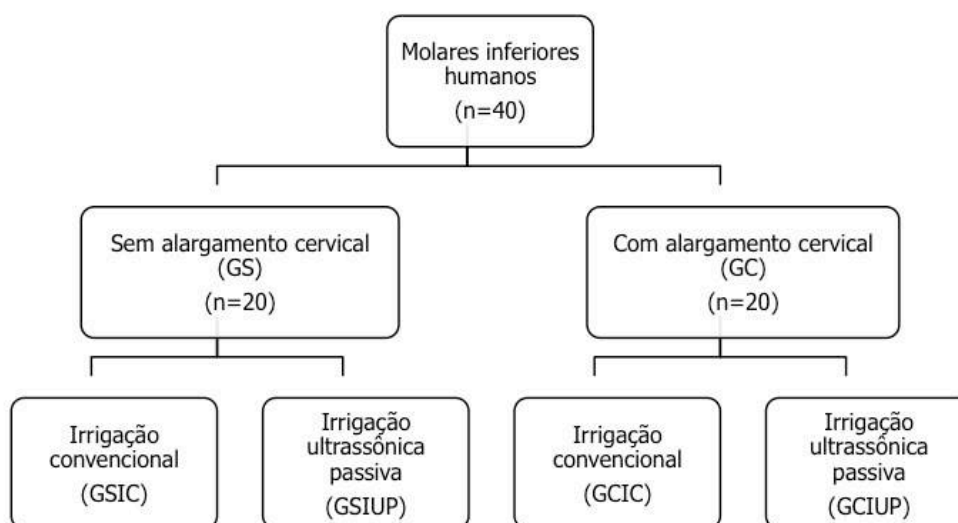 Molares inferiores
humanos
(n=40)
Sem alargamento cervical
(GS)
(n=20)
Com alargamento cervical
(GC)
(n=20)
Irrigação
convencional
(GSIC)
Irrigação
ultrassônica
passiva
(GSIUP)
Irrigação
convencional
(GCIC)
Irrigação
ultrassônica
passiva
(GCIUP)